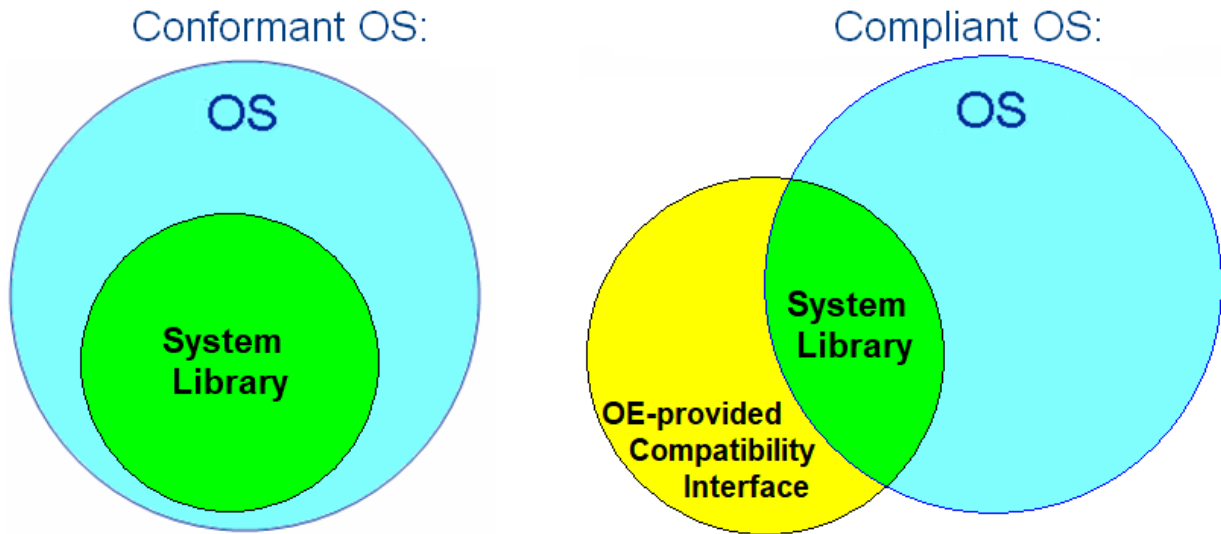 Conformant OS:
OS
System
Library
Compliant OS:
OS
System
Library
OE-provided
Compatibility
Interface